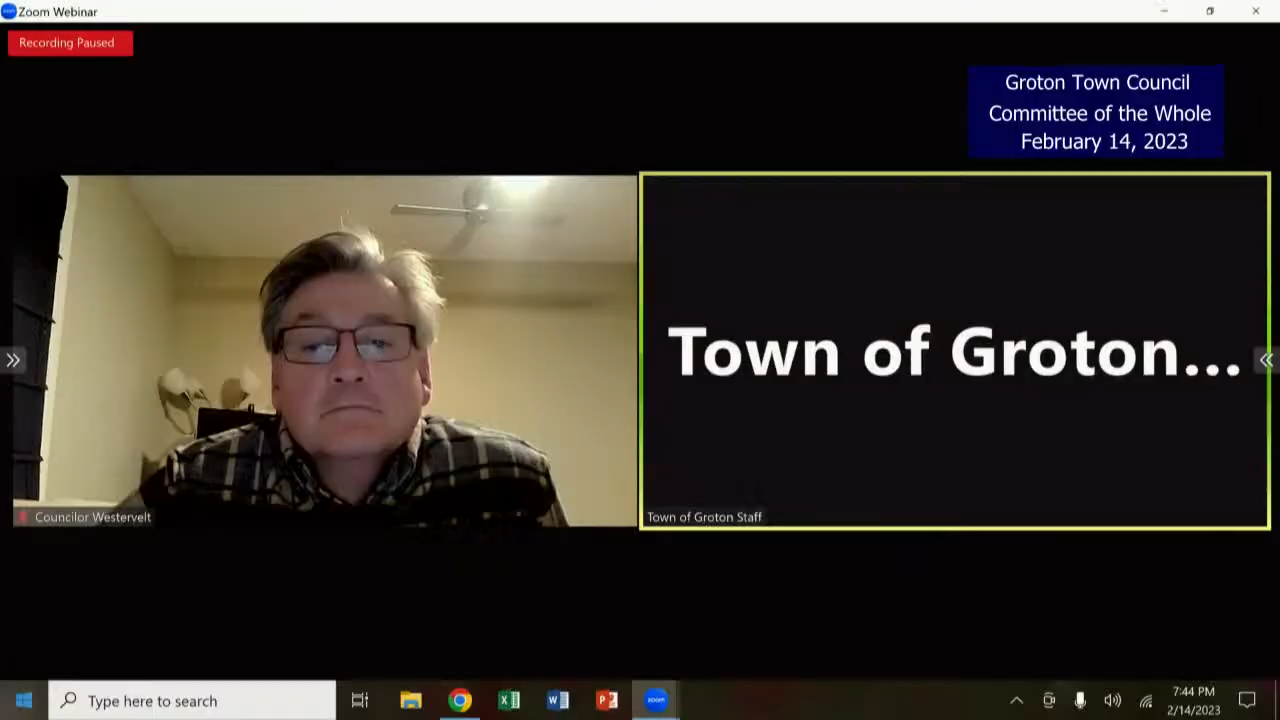 Zoom Webinar
Recording Paused
Groton Town Council
Committee of the Whole
February 14, 2023
Town of Groton...
Councilor Westervelt
Town of Groton Staff
Type here to search
7:44 PM
2/14/2023